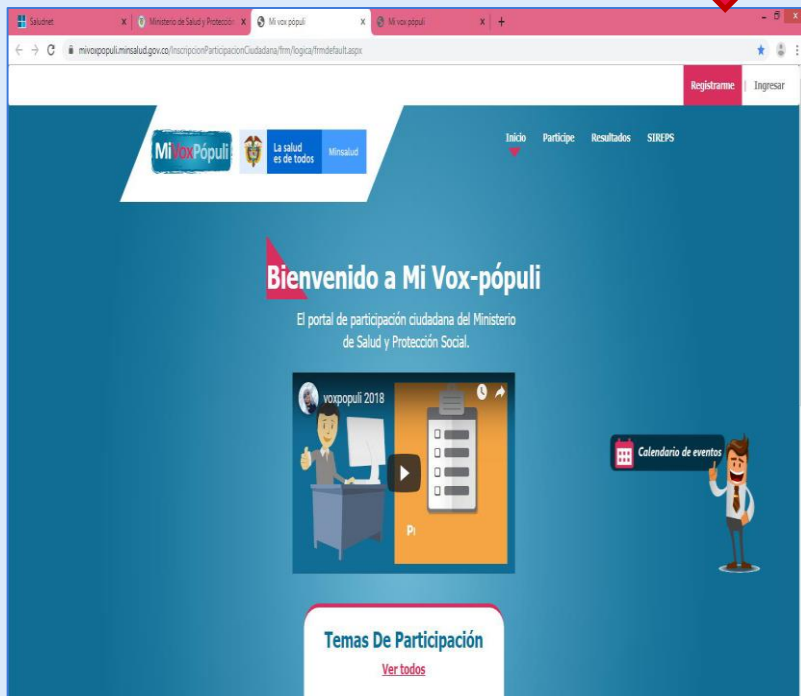 Saludnet
Ministerio de Salud y Protección
Mi vox pópuli
Mi vox pópuli
mivoxpopuli.minsalud.gov.co/InscripcionParticipacionCiudadana/frm/logica/frmdefault.aspx
Registrarme | Ingresar
MiVoxPópuli
La salud
es de todos
Minsalud
Inicio Participe Resultados SIREPS
Bienvenido a Mi Vox-pópuli
El portal de participación ciudadana del Ministerio
de Salud y Protección Social.
voxpopuli 2018
Calendario de eventos
Temas De Participación
Ver todos